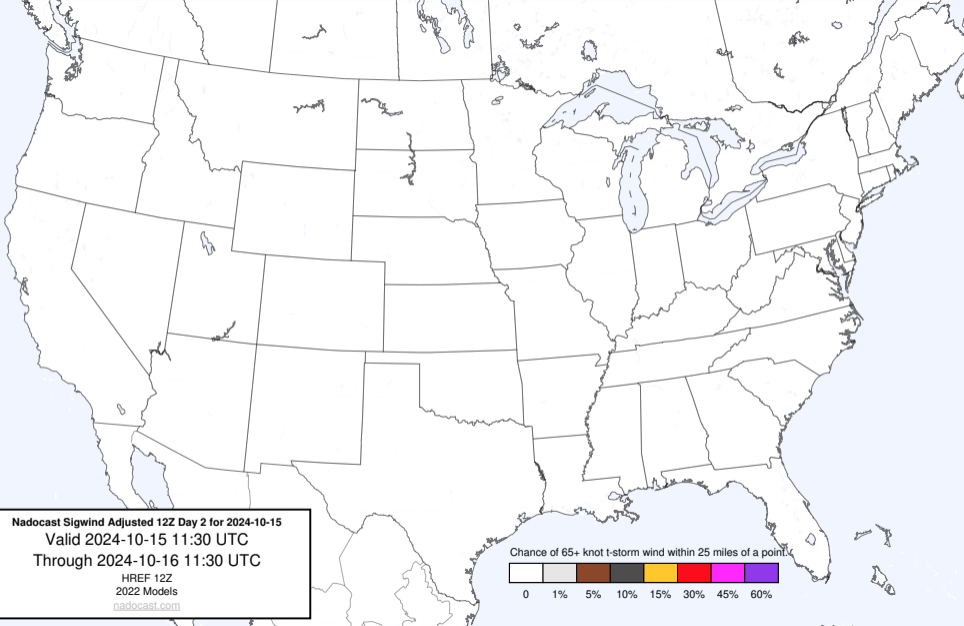 Nadocast Sigwind Adjusted 12Z Day 2 for 2024-10-15
Valid 2024-10-15 11:30 UTC
Through 2024-10-16 11:30 UTC
HREF 12Z
2022 Models
nadocast.com
Chance of 65+ knot t-storm wind within 25 miles of a point.
0 1% 5% 10% 15% 30% 45% 60%